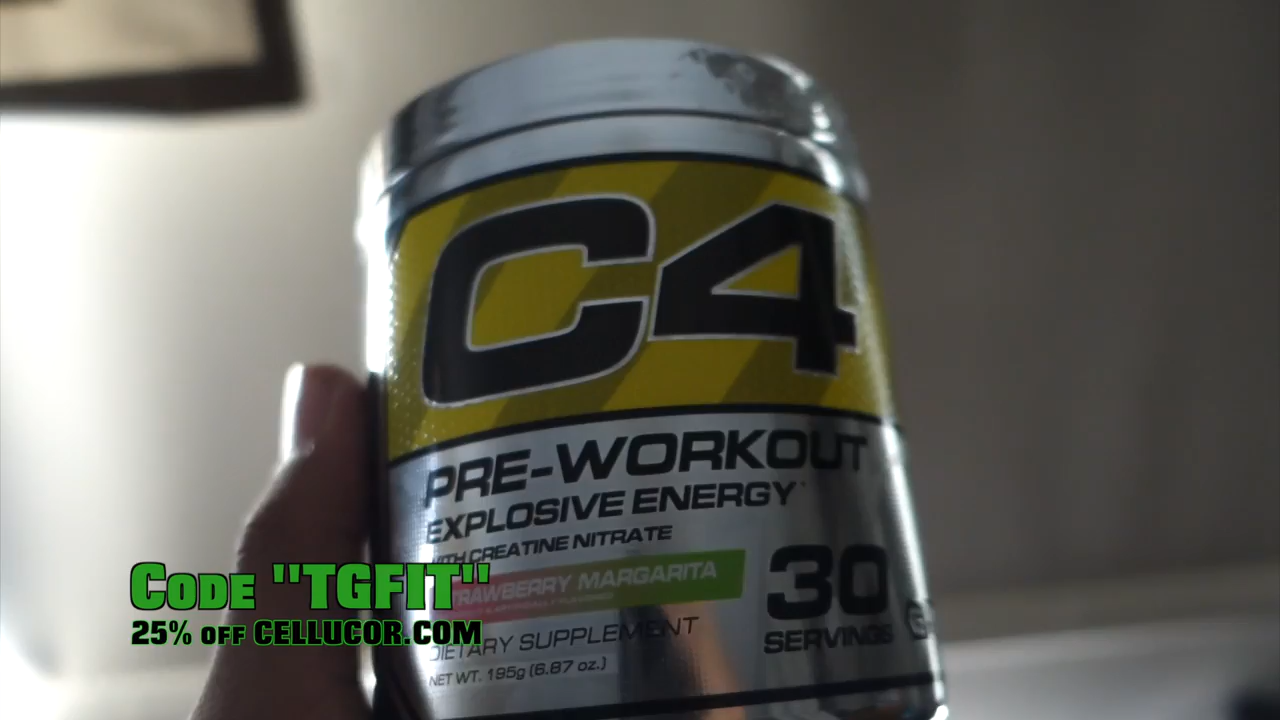 C4
PRE-WORKOUT
EXPLOSIVE ENERGY*
WITH CREATINE NITRATE
STRAWBERRY MARGARITA
DIETARY SUPPLEMENT
NET WT. 195g (6.87 oz.)
30
SERVINGS
CODE "TGFIT"
25% OFF CELLUCOR.COM